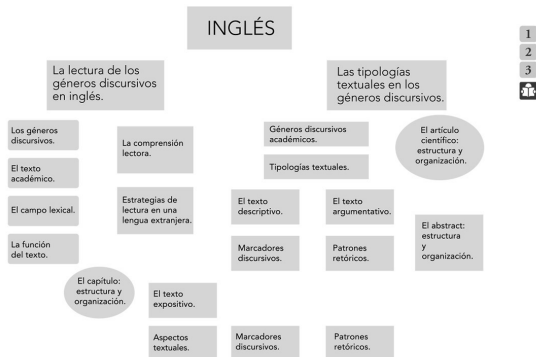 INGLÉS
La lectura de los
géneros discursivos
en inglés.
Las tipologías
textuales en los
géneros discursivos.
Los géneros
discursivos.
El texto
académico.
El campo lexical.
La función
del texto.
La comprensión
lectora.
Estrategias de
lectura en una
lengua extranjera.
El capítulo:
estructura y
organización.
Géneros discursivos
académicos.
Tipologías textuales.
El artículo
científico:
estructura y
organización.
El texto
descriptivo.
El texto
argumentativo.
Marcadores
discursivos.
Patrones
retóricos.
El abstract:
estructura
y
organización.
El texto
expositivo.
Aspectos
textuales.
Marcadores
discursivos.
Patrones
retóricos.
1
2
3